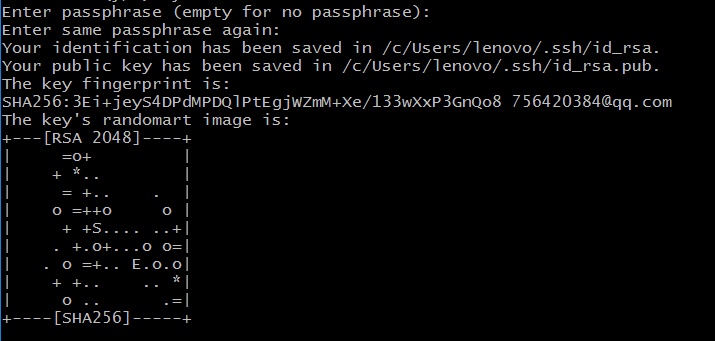 Enter passphrase (empty for no passphrase):
Enter same passphrase again:
Your identification has been saved in /c/Users/lenovo/.ssh/id_rsa.
Your public key has been saved in /c/Users/lenovo/.ssh/id_rsa.pub.
The key fingerprint is:
SHA256:3Ei+jeyS4DPdMPDQlPtEgjWZmM+Xe/133wXxP3GnQo8 756420384@qq.com
The key's randomart image is:
+---[RSA 2048]----+
|     =o+         |
|    + *..        |
|     = +..    .  |
|    o =++o     o |
|     + +S.... ..+|
|    . +.o+...o o=|
|   . o =+.. E.o.o|
|    + +..    .. *|
|     o ..      .=|
+----[SHA256]-----+